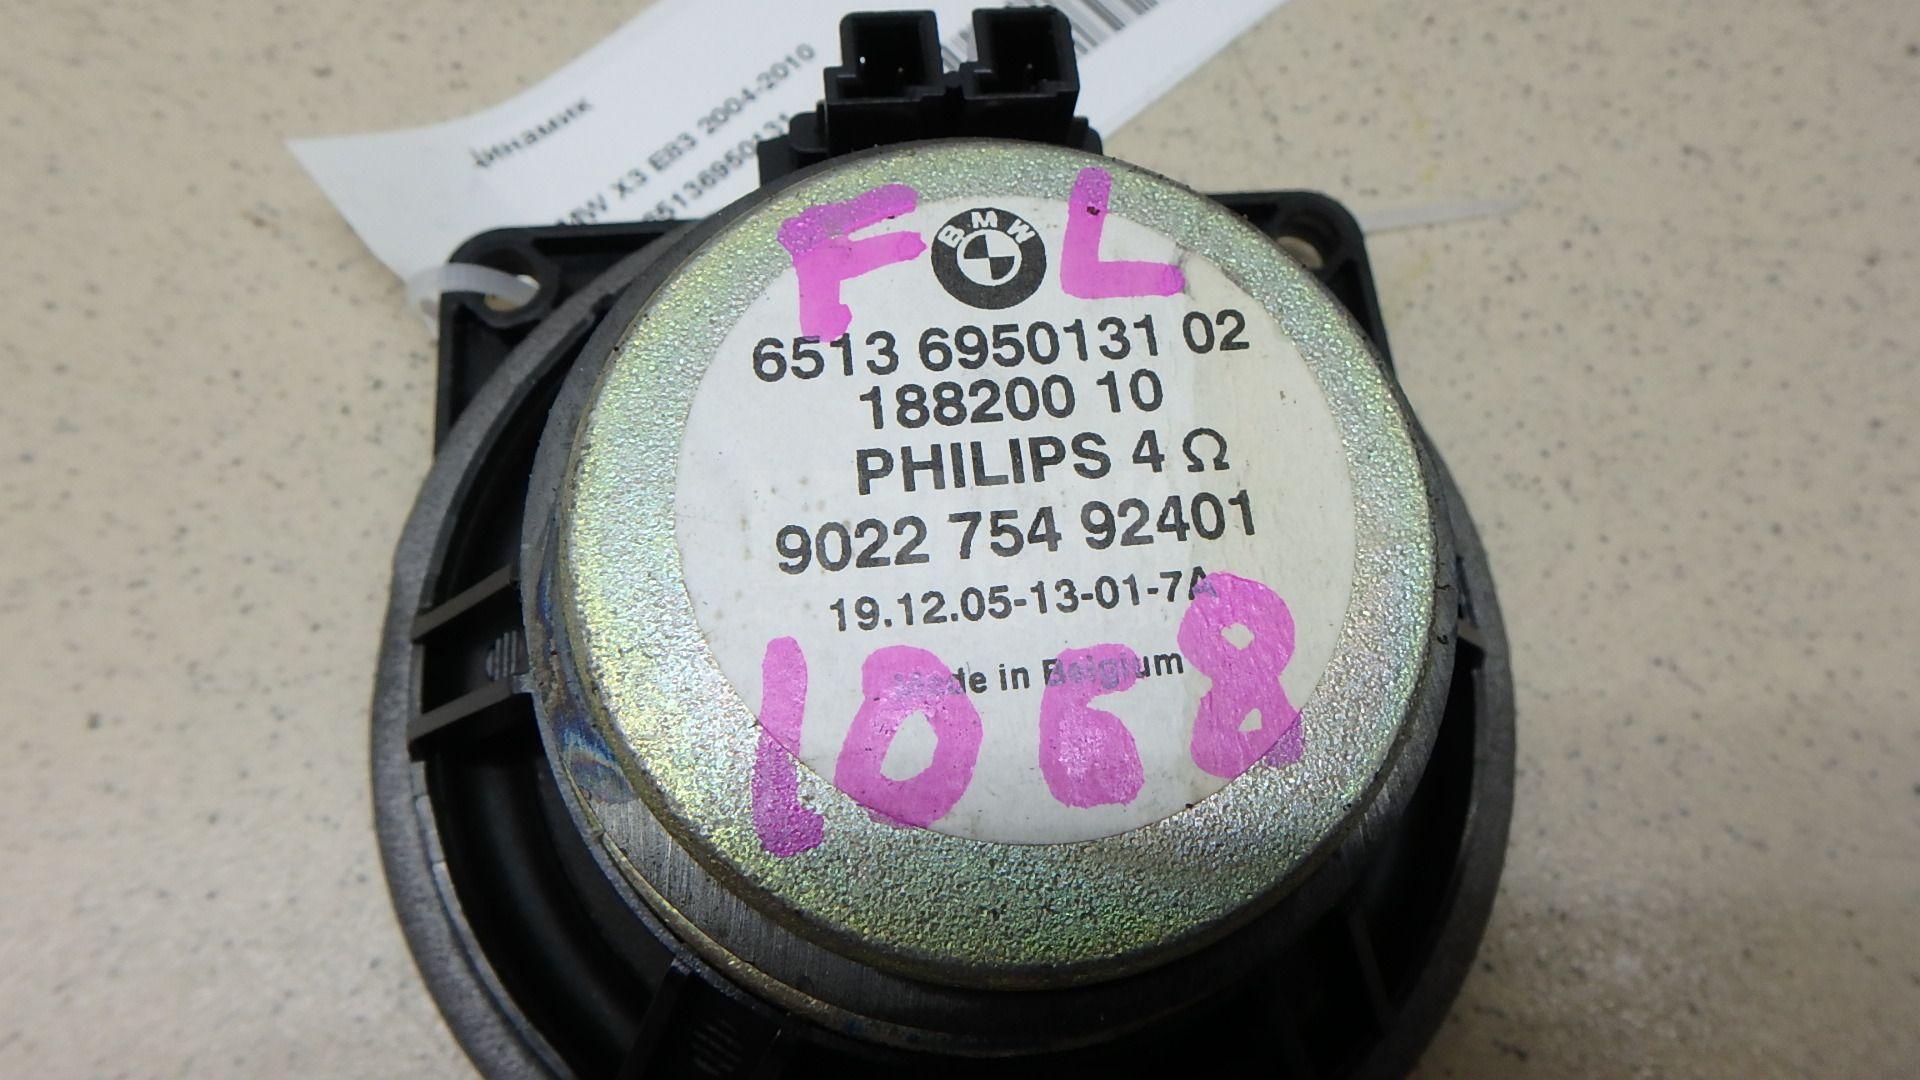 Динамик
BMW X3 E83 2004-2010
65136950131
F L
BMW
6513 6950131 02
188200 10
PHILIPS 4 Ω
9022 754 92401
19.12.05-13-01-7A
Made in Belgium
1068